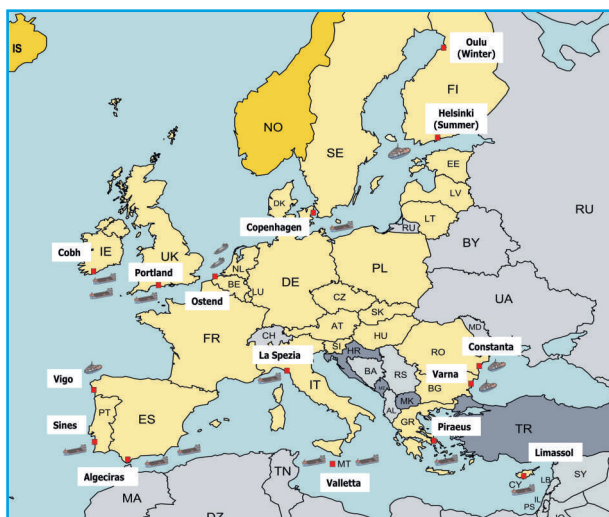 IS
Oulu
(Winter)
FI
NO
Helsinki
(Summer)
SE
EE
RU
LV
DK
LT
Copenhagen
RU
BY
Cobh
IE
UK
Portland
NL
DE
PL
BE
Ostend
LU
UA
CZ
SK
FR
AT
HU
MD
CH
Constanta
La Spezia
SI
HR
RO
BA
RS
Varna
Vigo
IT
ME
BG
PT
MK
AL
Sines
ES
GR
Piraeus
TR
Limassol
Algeciras
TN
MT
Valletta
CY
LB
SY
MA
IL
PS
DZ